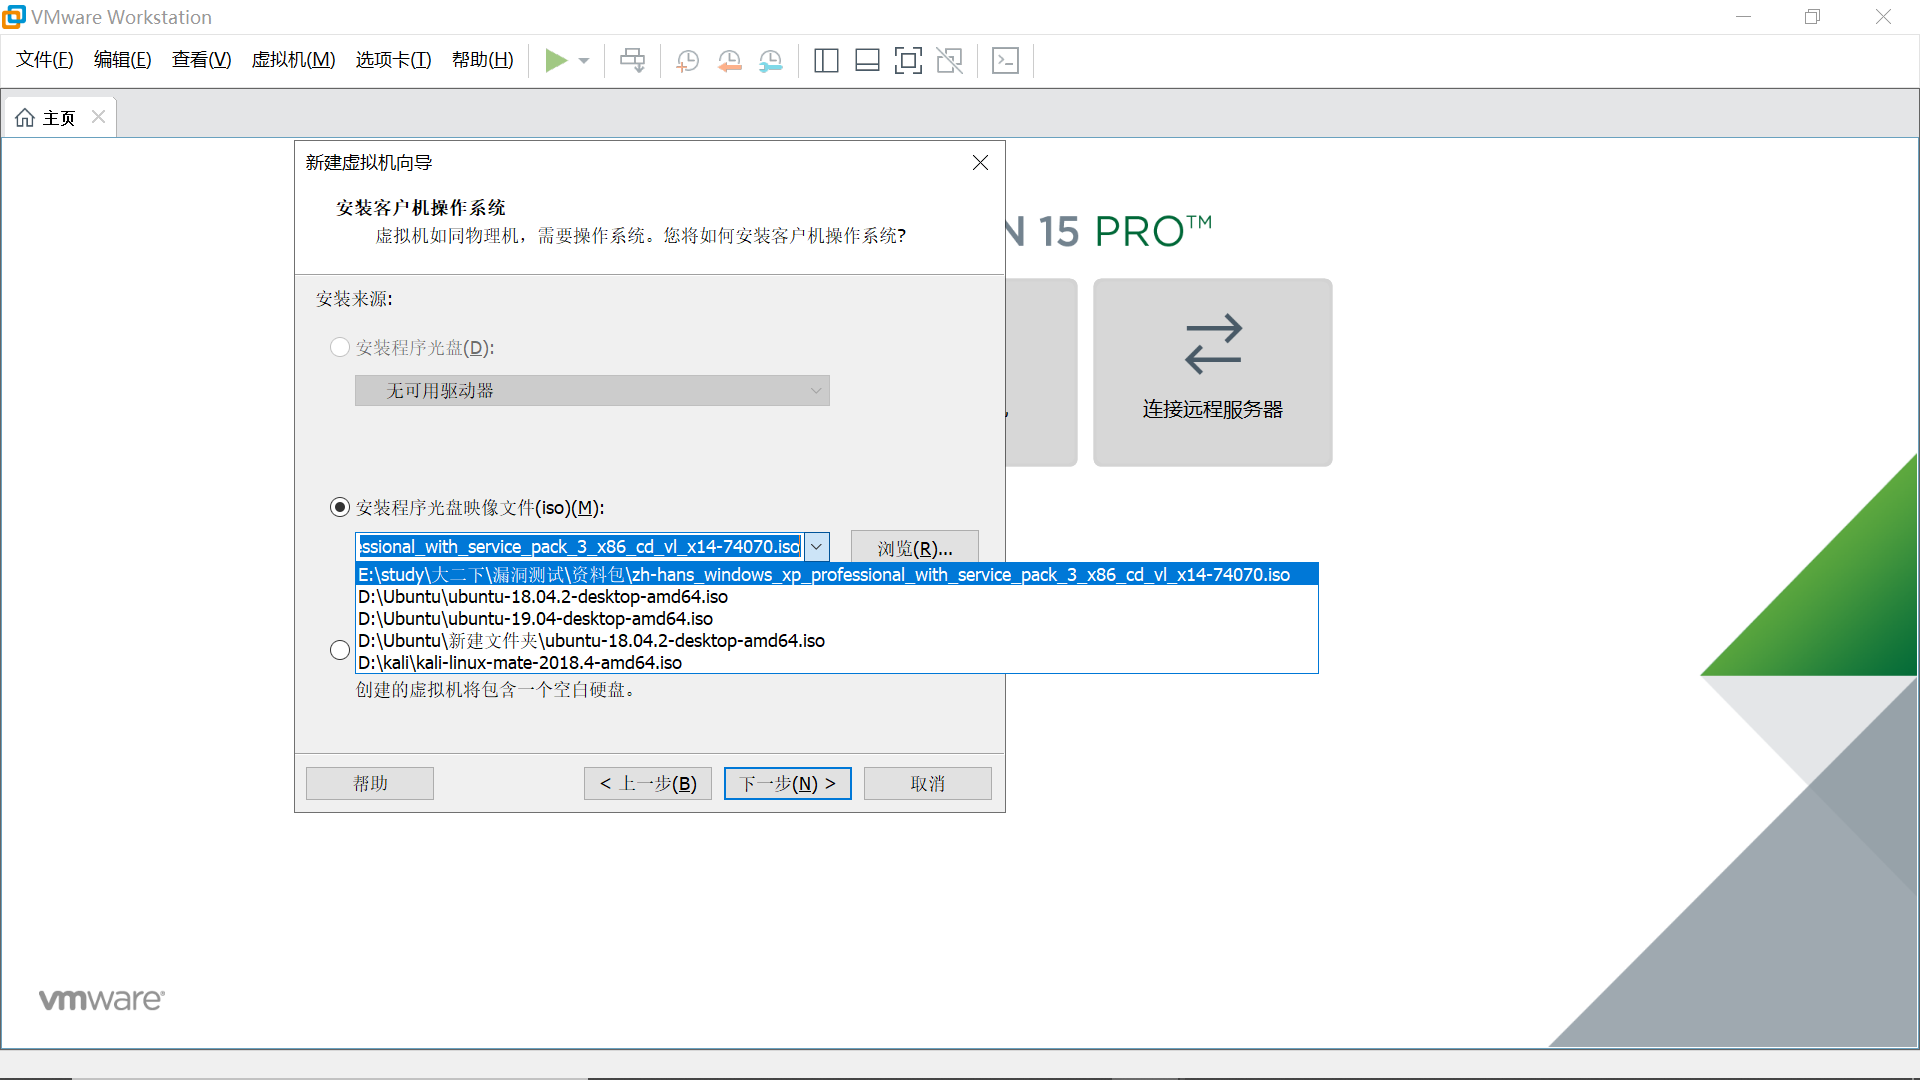 VMware Workstation
文件(F) 编辑(E) 查看(V) 虚拟机(M) 选项卡(T) 帮助(H)
主页
新建虚拟机向导
安装客户机操作系统
虚拟机如同物理机，需要操作系统。您将如何安装客户机操作系统?
N 15 PRO™
安装来源:
安装程序光盘(D):
无可用驱动器
连接远程服务器
安装程序光盘映像文件(iso)(M):
ssional_with_service_pack_3_x86_cd_vl_x14-74070.iso
浏览(R)...
E:\study\大二下\漏洞测试\资料包\zh-hans_windows_xp_professional_with_service_pack_3_x86_cd_vl_x14-74070.iso
D:\Ubuntu\ubuntu-18.04.2-desktop-amd64.iso
D:\Ubuntu\ubuntu-19.04-desktop-amd64.iso
D:\Ubuntu\新建文件夹\ubuntu-18.04.2-desktop-amd64.iso
D:\kali\kali-linux-mate-2018.4-amd64.iso
创建的虚拟机将包含一个空白硬盘。
帮助 < 上一步(B) 下一步(N) > 取消
vmware®